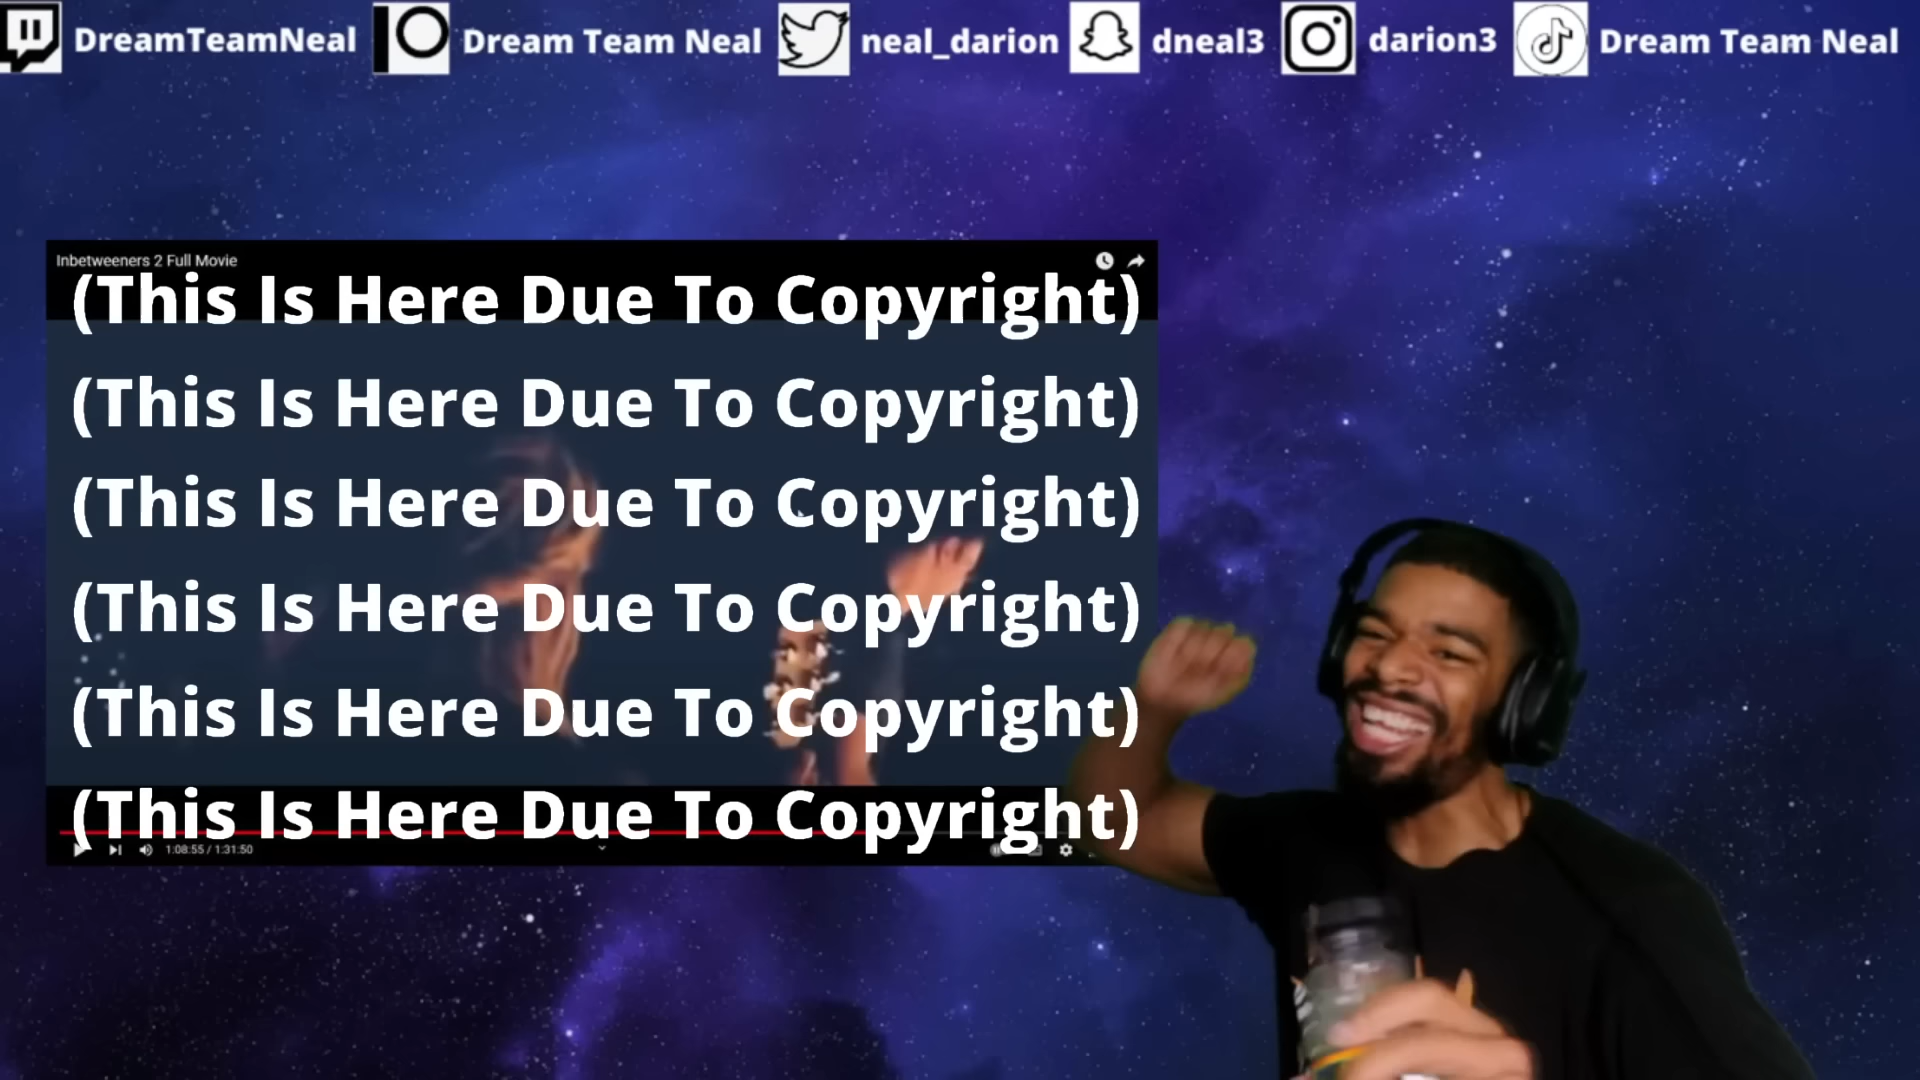 DreamTeamNeal Dream Team Neal neal_darion dneal3 darion3 Dream Team Neal
Inbetweeners 2 Full Movie
(This Is Here Due To Copyright)
(This Is Here Due To Copyright)
(This Is Here Due To Copyright)
(This Is Here Due To Copyright)
(This Is Here Due To Copyright)
(This Is Here Due To Copyright)
1:08:55 / 1:31:50